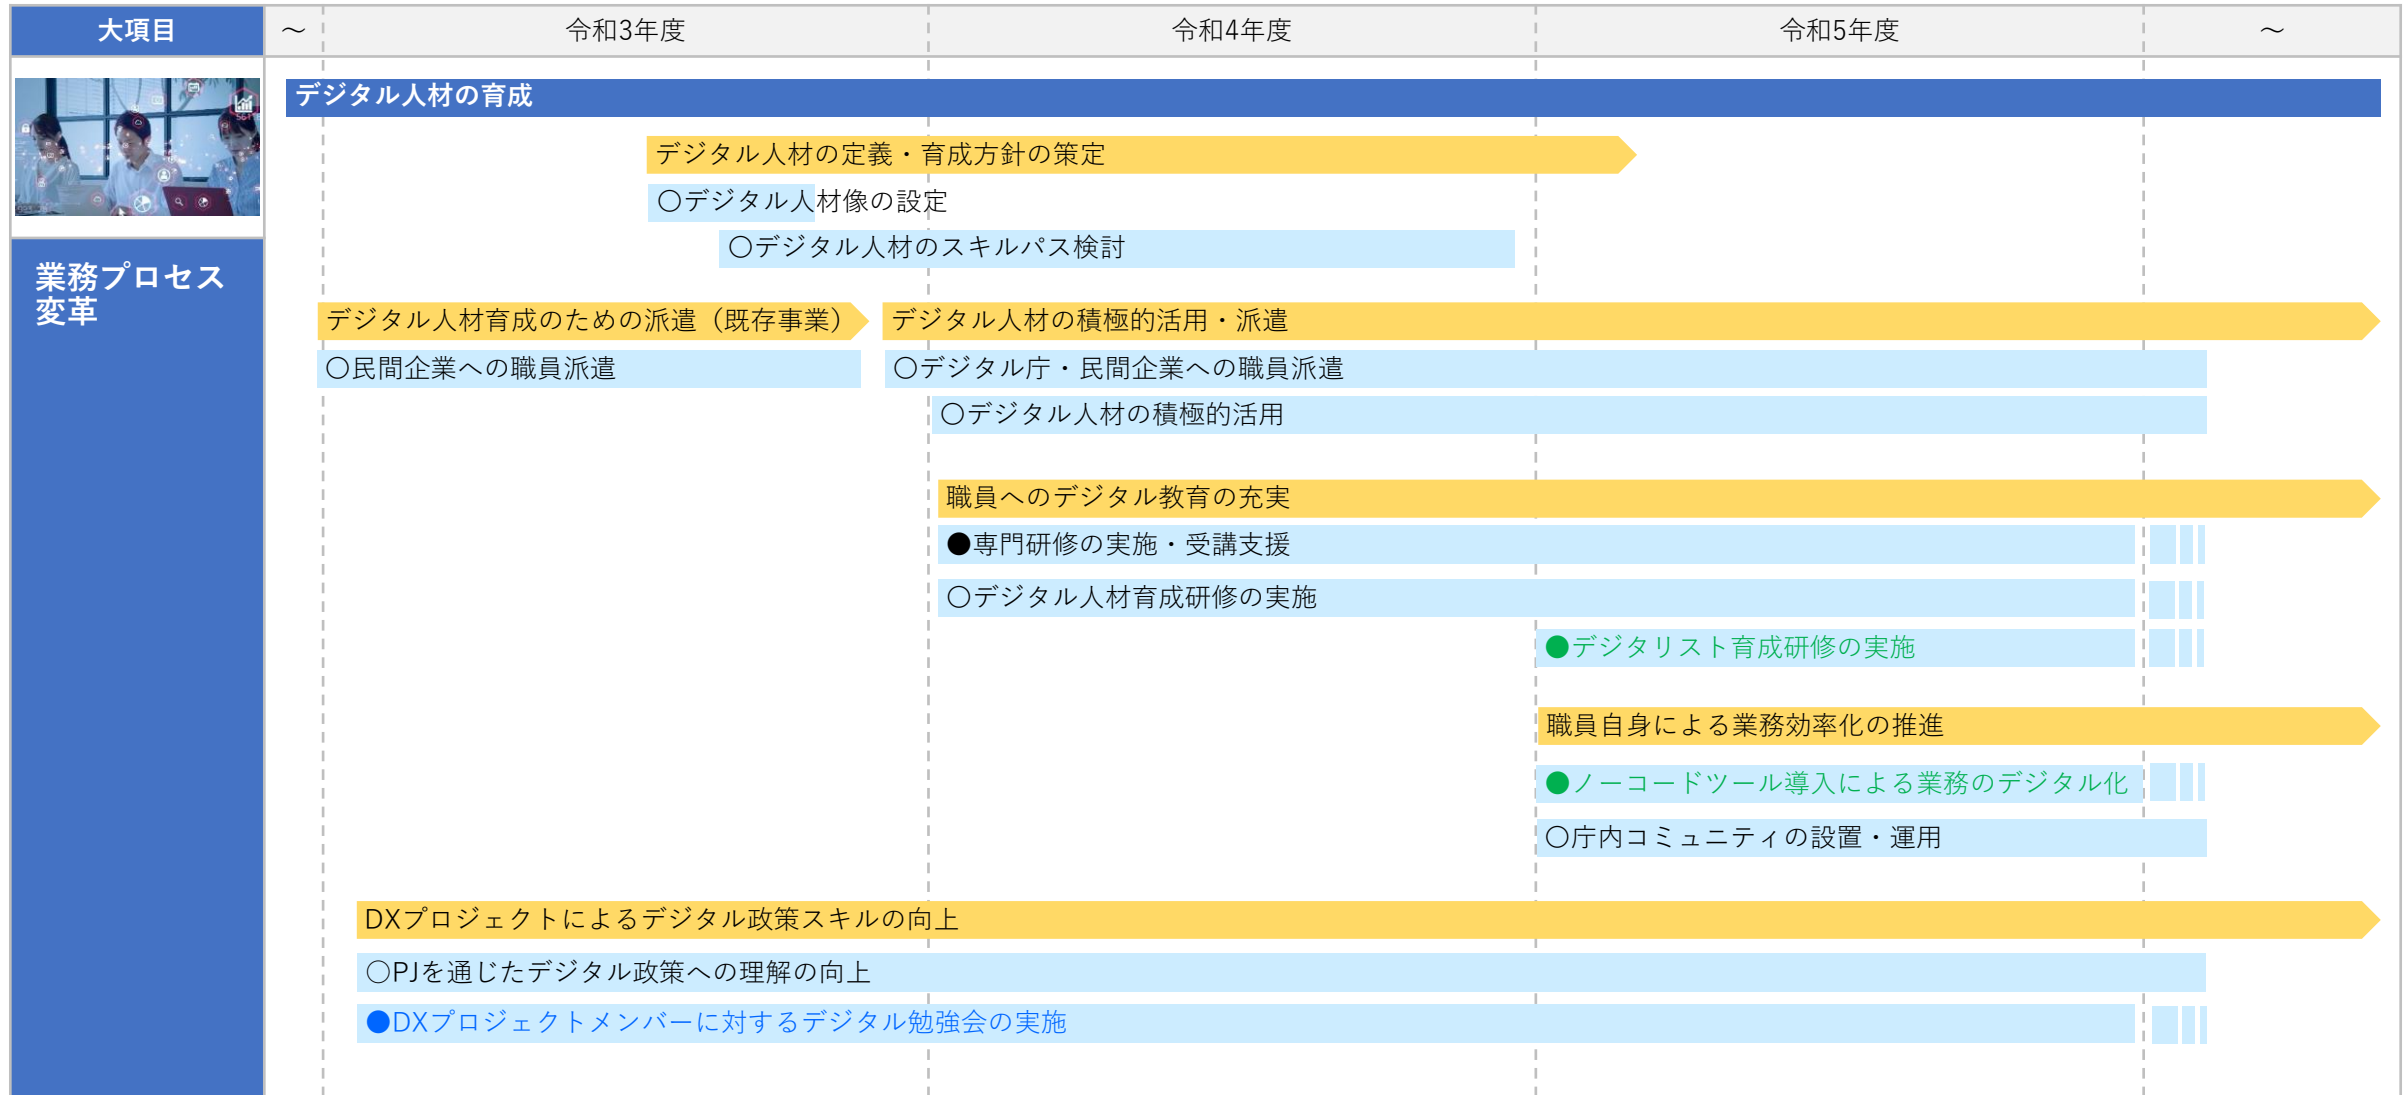 大項目
～
令和3年度
令和4年度
令和5年度
～
業務プロセス
変革
デジタル人材の育成
デジタル人材の定義・育成方針の策定
〇デジタル人材像の設定
〇デジタル人材のスキルパス検討
デジタル人材育成のための派遣（既存事業）
デジタル人材の積極的活用・派遣
〇民間企業への職員派遣
〇デジタル庁・民間企業への職員派遣
〇デジタル人材の積極的活用
職員へのデジタル教育の充実
●専門研修の実施・受講支援
〇デジタル人材育成研修の実施
●デジタリスト育成研修の実施
職員自身による業務効率化の推進
●ノーコードツール導入による業務のデジタル化
〇庁内コミュニティの設置・運用
DXプロジェクトによるデジタル政策スキルの向上
〇PJを通じたデジタル政策への理解の向上
●DXプロジェクトメンバーに対するデジタル勉強会の実施